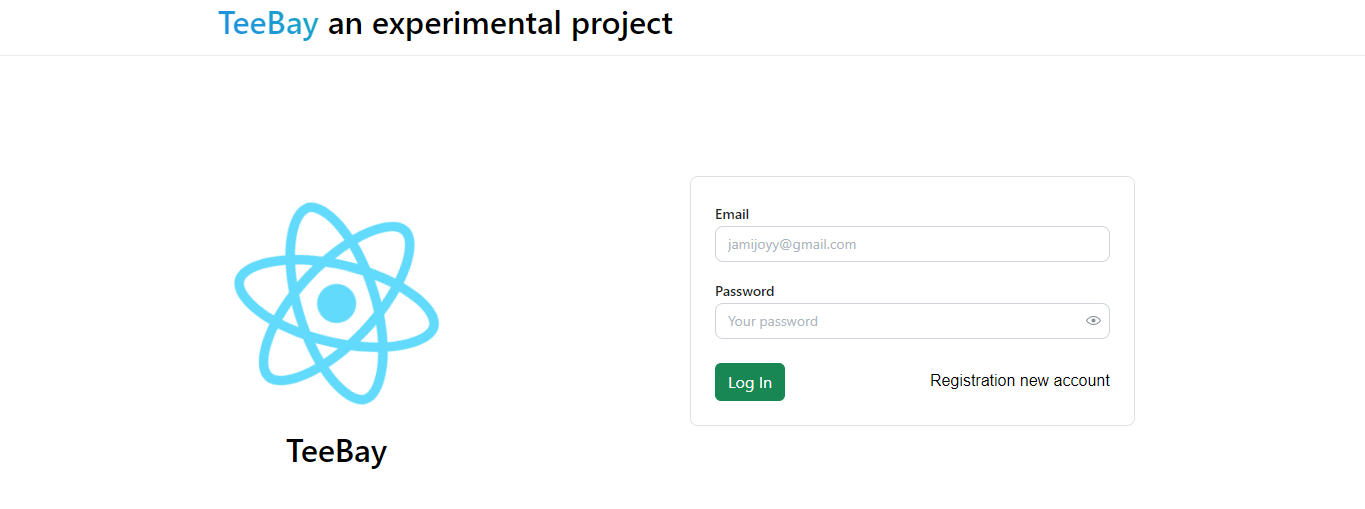 TeeBay an experimental project
Email
jamijoyy@gmail.com
Password
Your password
Log In
Registration new account
TeeBay